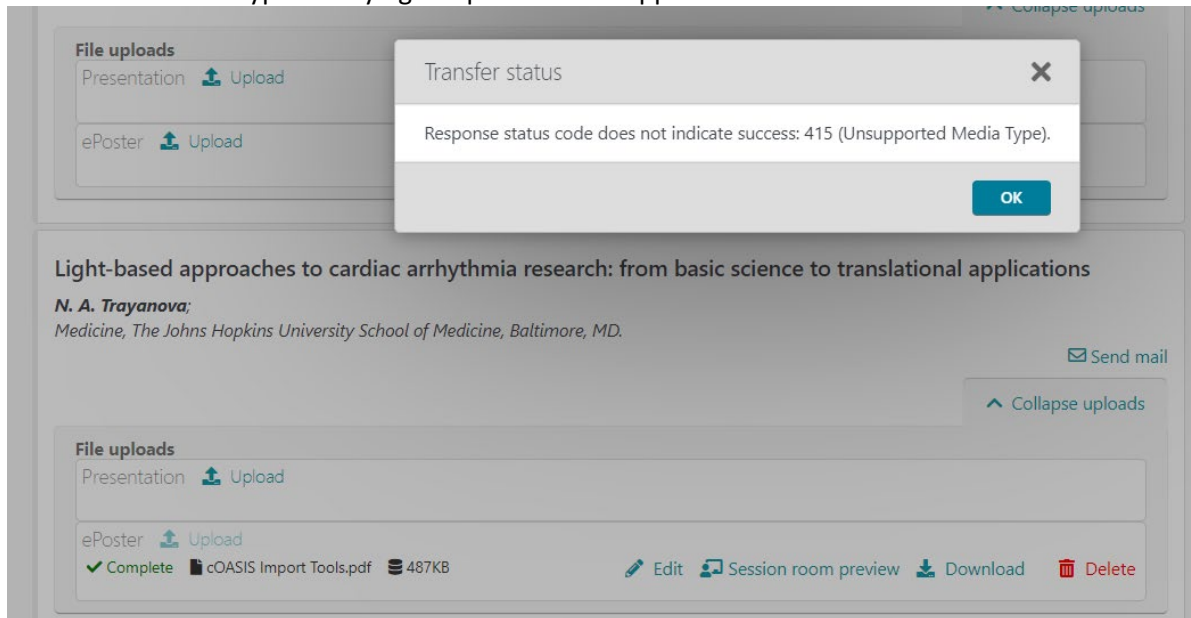 Collapse uploads
File uploads
Presentation Upload
ePoster Upload
Transfer status
Response status code does not indicate success: 415 (Unsupported Media Type).
OK
Light-based approaches to cardiac arrhythmia research: from basic science to translational applications
N. A. Trayanova;
Medicine, The Johns Hopkins University School of Medicine, Baltimore, MD.
Send mail
Collapse uploads
File uploads
Presentation Upload
ePoster Upload
Complete cOASIS Import Tools.pdf 487KB Edit Session room preview Download Delete